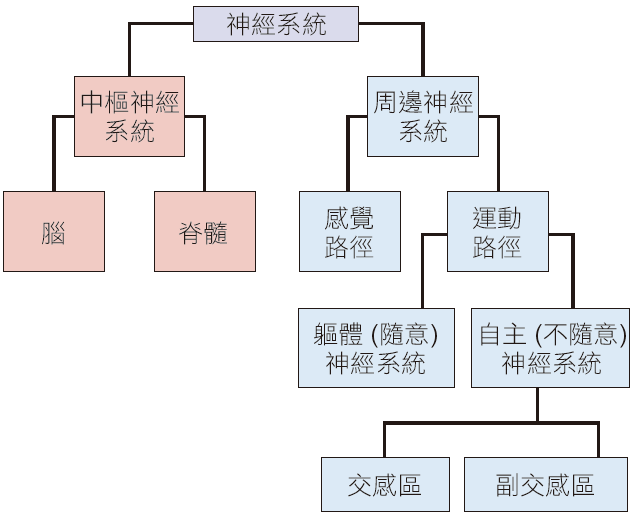 神經系統
中樞神經
系統
周邊神經
系統
腦
脊髓
感覺
路徑
運動
路徑
軀體 (隨意)
神經系統
自主 (不隨意)
神經系統
交感區
副交感區